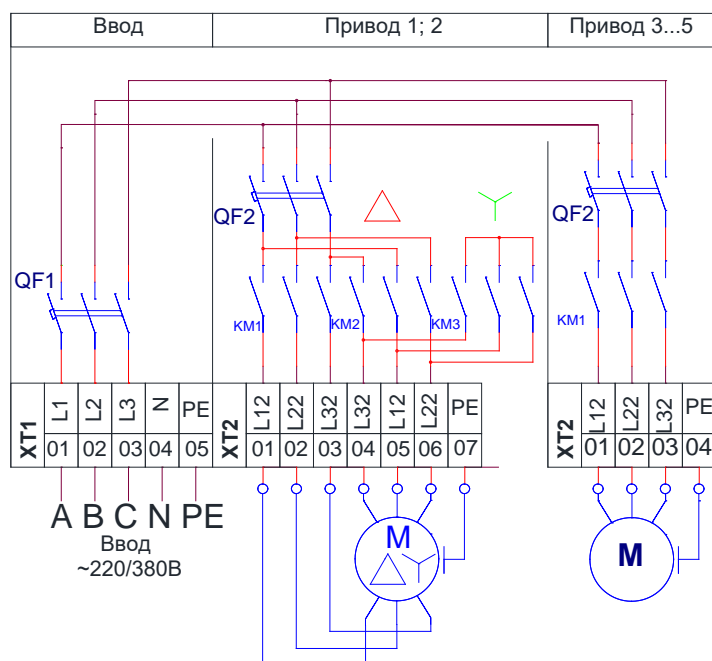 Ввод
Привод 1; 2
Привод 3...5
QF2
QF2
QF1
KM1
KM2
KM3
KM1
XT1
L1
L2
L3
N
PE
XT2
L12
L22
L32
L32
L12
L22
PE
XT2
L12
L22
L32
PE
01
02
03
04
05
01
02
03
04
05
06
07
01
02
03
04
A B C N PE
Ввод
~220/380В
M
M